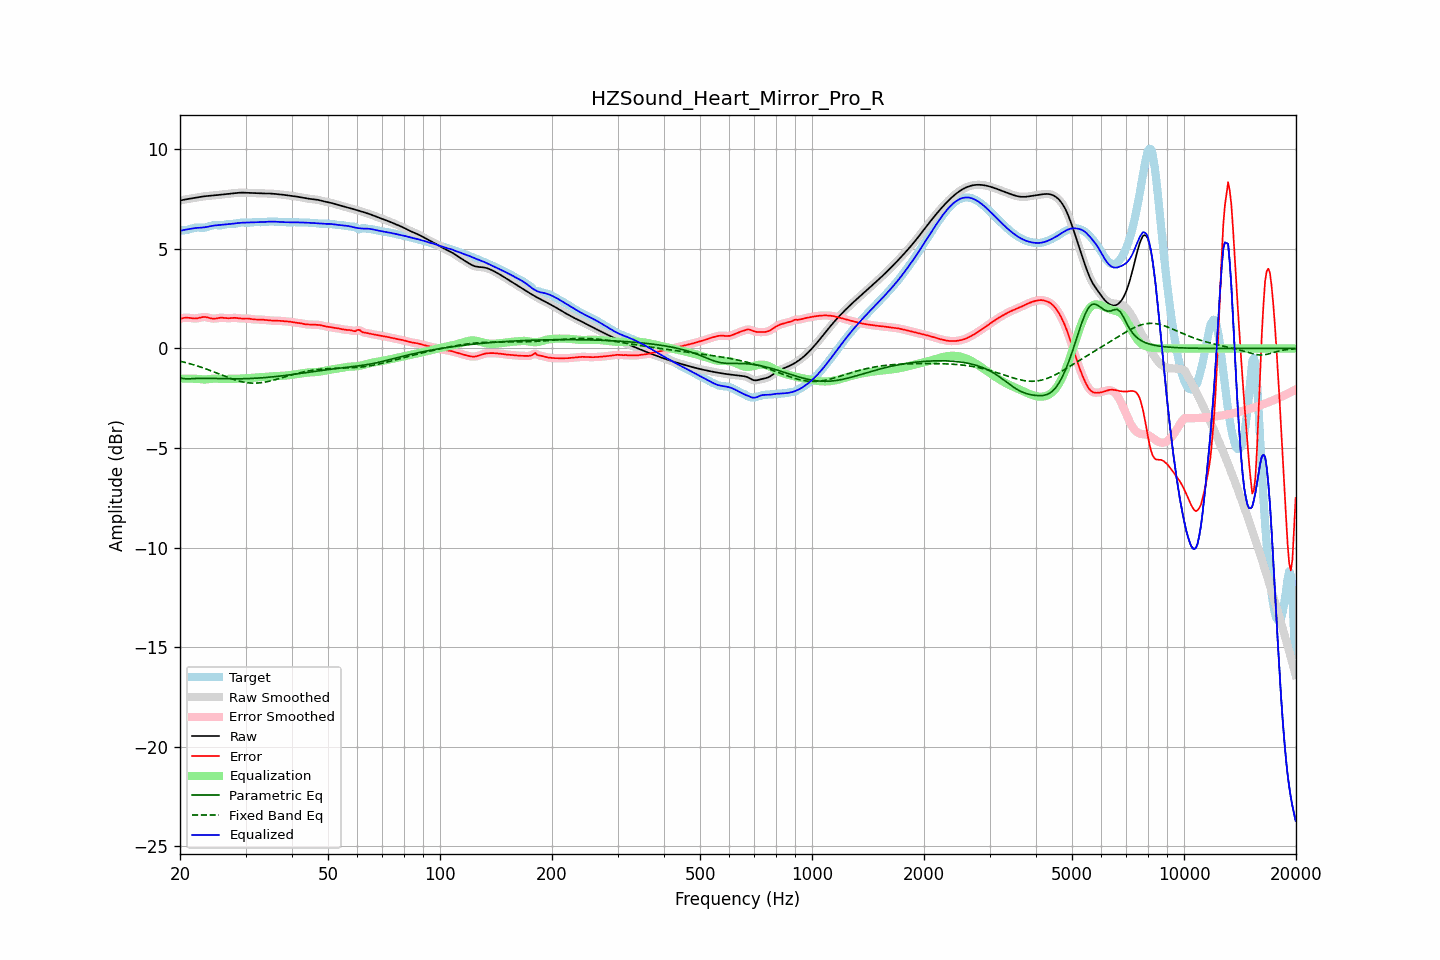 HZSound_Heart_Mirror_Pro_R
10
5
0
−5
−10
−15
−20
−25
Amplitude (dBr)
Target
Raw Smoothed
Error Smoothed
Raw
Error
Equalization
Parametric Eq
Fixed Band Eq
Equalized
20 50 100 200 500 1000 2000 5000 10000 20000
Frequency (Hz)